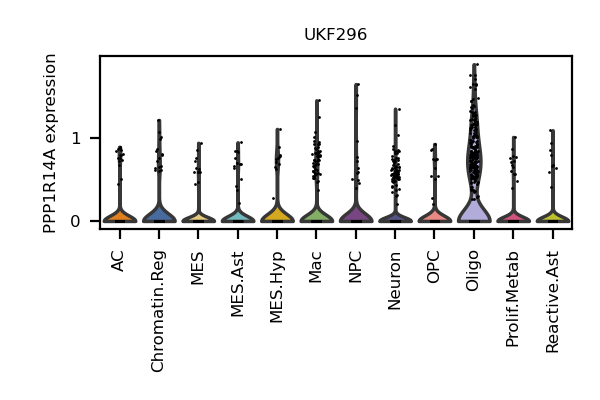 UKF296
PPP1R14A expression
1
0
AC
Chromatin.Reg
MES
MES.Ast
MES.Hyp
Mac
NPC
Neuron
OPC
Oligo
Prolif.Metab
Reactive.Ast